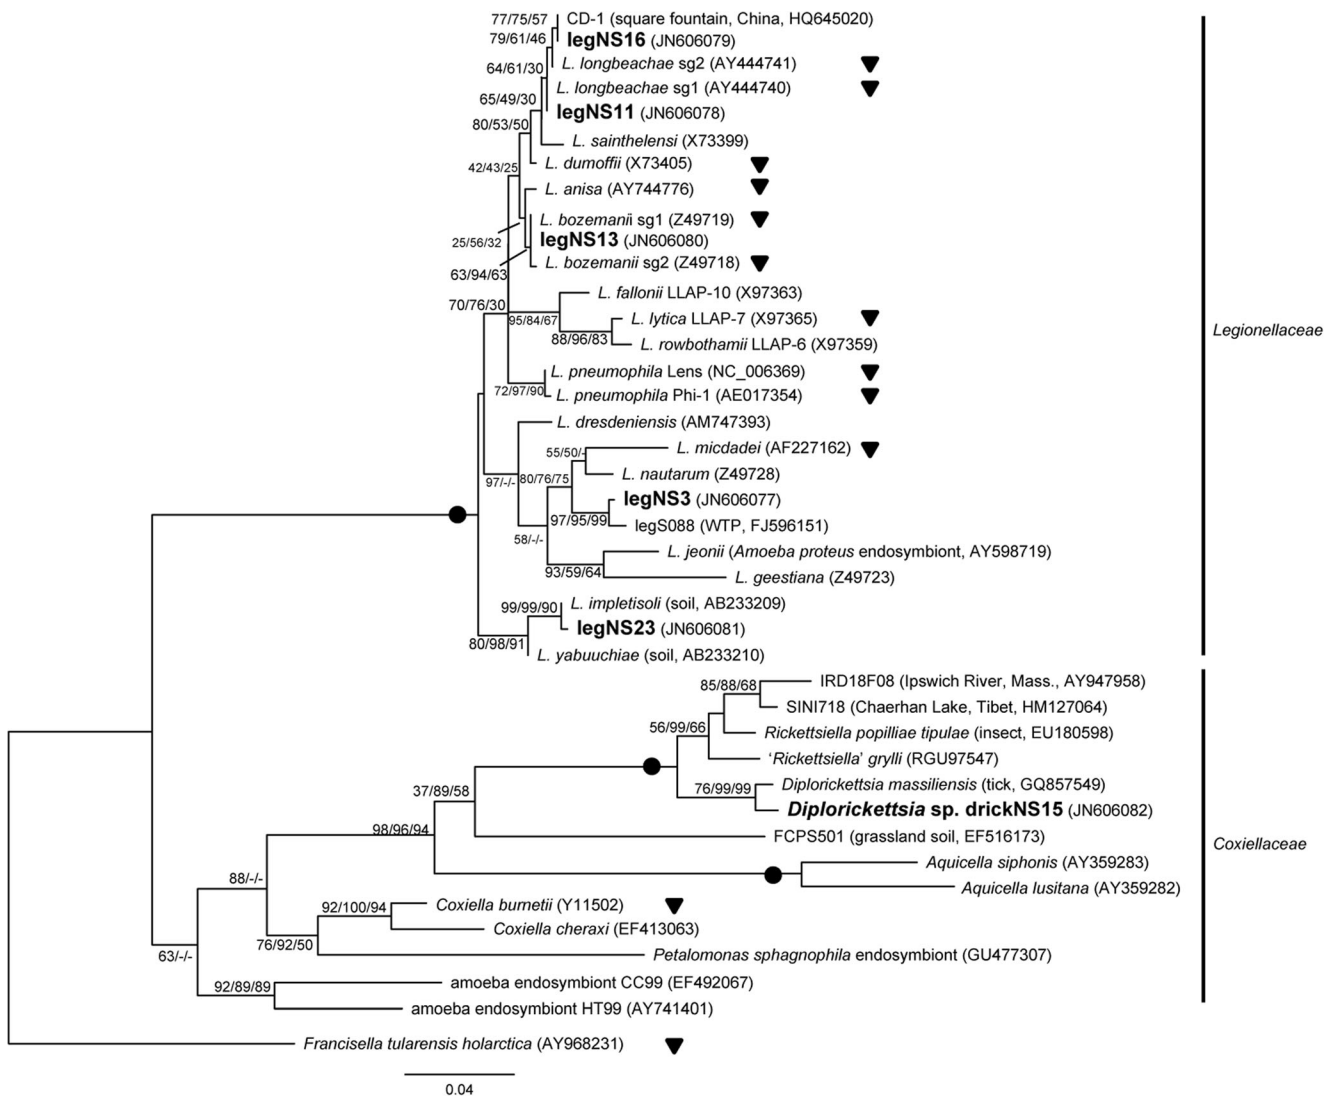 77/75/57
CD-1 (square fountain, China, HQ645020)
79/61/46
legNS16 (JN606079)
64/61/30
L. longbeachae sg2 (AY444741)
L. longbeachae sg1 (AY444740)
65/49/30
legNS11 (JN606078)
80/53/50
L. sainthelensi (X73399)
L. dumoffii (X73405)
42/43/25
L. anisa (AY744776)
L. bozemanii sg1 (Z49719)
25/56/32
legNS13 (JN606080)
L. bozemanii sg2 (Z49718)
63/94/63
L. fallonii LLAP-10 (X97363)
70/76/30
95/84/67
L. lytica LLAP-7 (X97365)
88/96/83
L. rowbothamii LLAP-6 (X97359)
Legionellaceae
L. pneumophila Lens (NC_006369)
72/97/90
L. pneumophila Phi-1 (AE017354)
L. dresdeniensis (AM747393)
L. micdadei (AF227162)
55/50/-
L. nautarum (Z49728)
97/-/-
80/76/75
legNS3 (JN606077)
97/95/99
legS088 (WTP, FJ596151)
58/-/-
L. jeonii (Amoeba proteus endosymbiont, AY598719)
93/59/64
L. geestiana (Z49723)
99/99/90
L. impletisoli (soil, AB233209)
legNS23 (JN606081)
80/98/91
L. yabuuchiae (soil, AB233210)
85/88/68
IRD18F08 (Ipswich River, Mass., AY947958)
SINI718 (Chaerhan Lake, Tibet, HM127064)
56/99/66
Rickettsiella popilliae tipulae (insect, EU180598)
‘Rickettsiella’ grylli (RGU97547)
76/99/99
Diplorickettsia massiliensis (tick, GQ857549)
37/89/58
Diplorickettsia sp. drickNS15 (JN606082)
98/96/94
FCPS501 (grassland soil, EF516173)
Coxiellaceae
Aquicella siphonis (AY359283)
88/-/-
Aquicella lusitana (AY359282)
92/100/94
Coxiella burnetii (Y11502)
Coxiella cheraxi (EF413063)
76/92/50
63/-/-
Petalomonas sphagnophila endosymbiont (GU477307)
92/89/89
amoeba endosymbiont CC99 (EF492067)
amoeba endosymbiont HT99 (AY741401)
Francisella tularensis holarctica (AY968231)
0.04